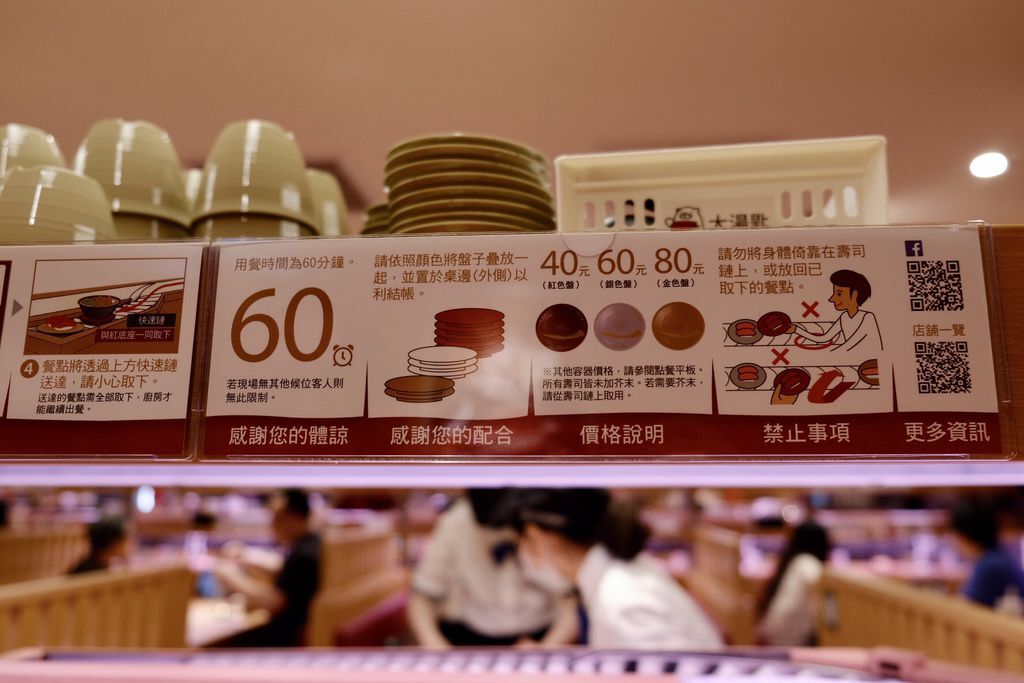 大湯匙
快速鏈
與紅底座一同取下
4 餐點將透過上方快速鏈
送達，請小心取下。
送達的餐點需全部取下，廚房才
能繼續出餐。
用餐時間為60分鐘。
60
若現場無其他候位客人則
無此限制。
感謝您的體諒
請依照顏色將盤子疊放一
起，並置於桌邊(外側)以
利結帳。
感謝您的配合
40元 60元 80元
(紅色盤) (銀色盤) (金色盤)
※其他容器價格，請參閱點餐平板。
所有壽司皆未加芥末。若需要芥末，
請從壽司鏈上取用。
價格說明
請勿將身體倚靠在壽司
鏈上，或放回已
取下的餐點。
禁止事項
店舖一覽
更多資訊